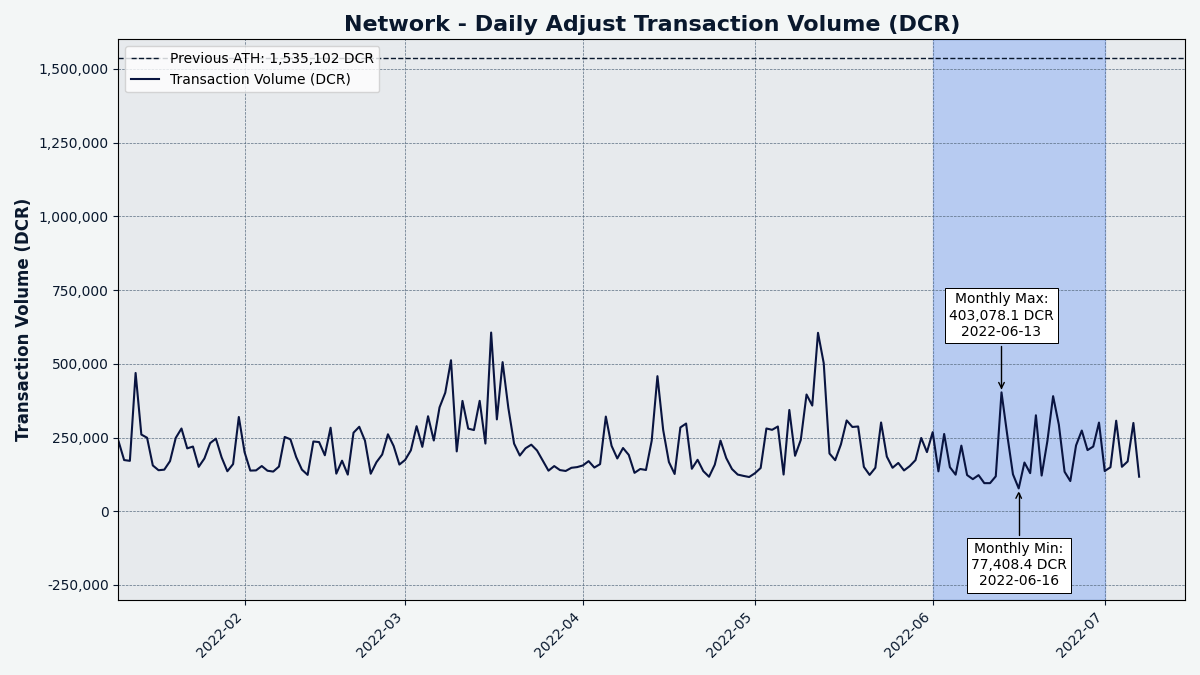 Network - Daily Adjust Transaction Volume (DCR)
Previous ATH: 1,535,102 DCR
Transaction Volume (DCR)
Transaction Volume (DCR)
1,500,000
1,250,000
1,000,000
750,000
500,000
250,000
0
-250,000
Monthly Max:
403,078.1 DCR
2022-06-13
Monthly Min:
77,408.4 DCR
2022-06-16
2022-02
2022-03
2022-04
2022-05
2022-06
2022-07